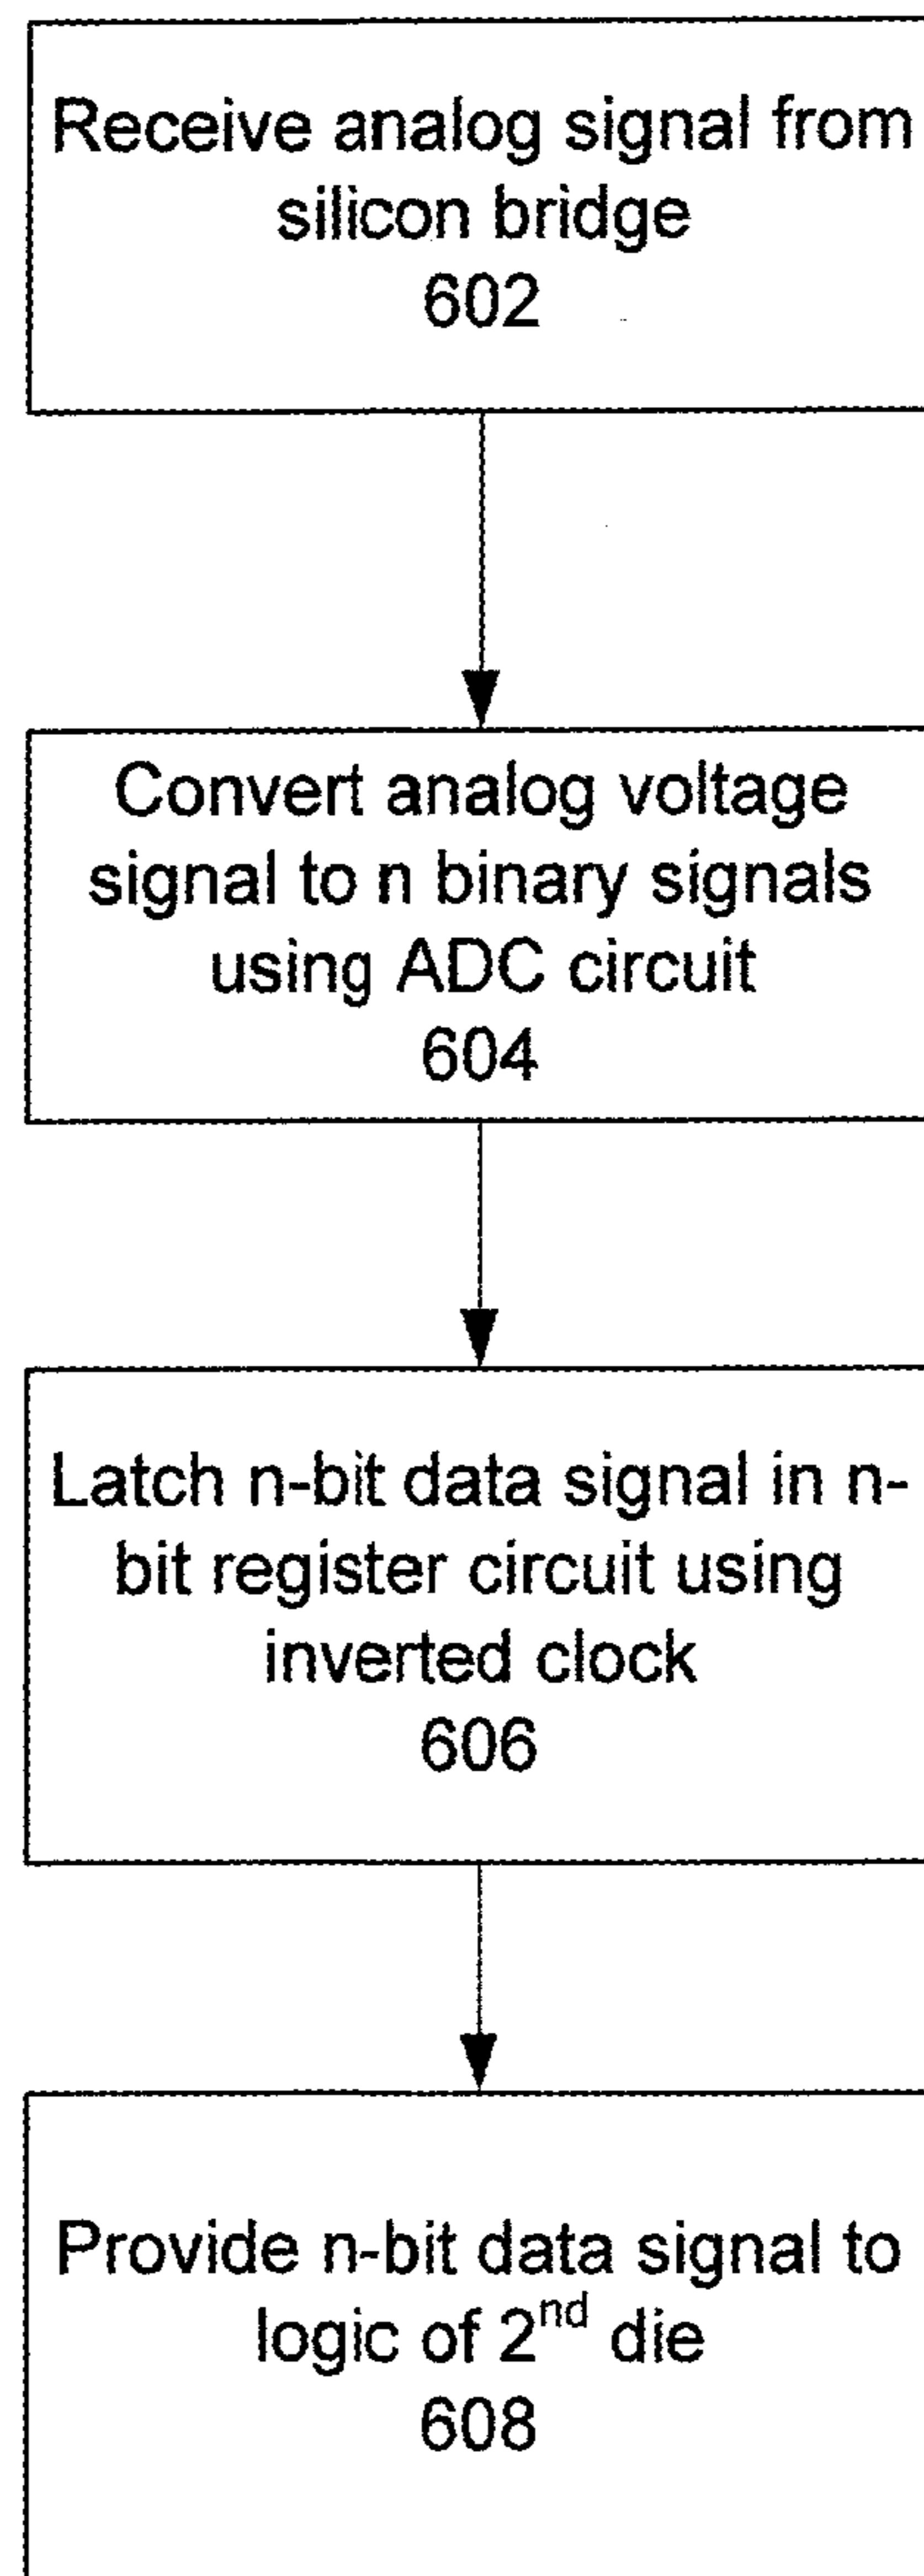 Receive analog signal from
silicon bridge
602
Convert analog voltage
signal to n binary signals
using ADC circuit
604
Latch n-bit data signal in n-
bit register circuit using
inverted clock
606
Provide n-bit data signal to
logic of 2nd die
608